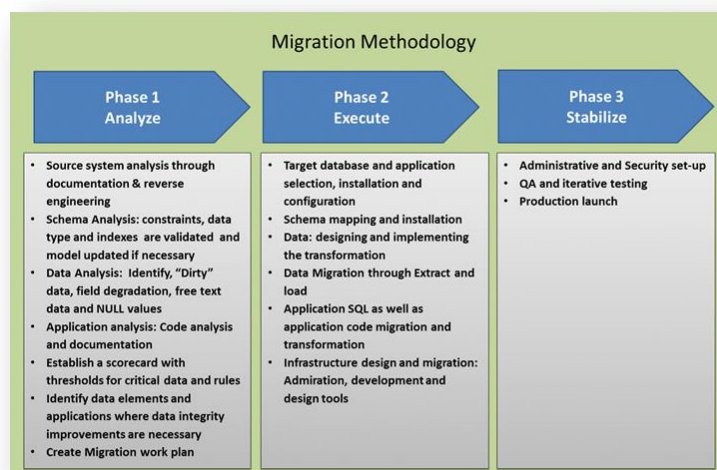 Migration Methodology
Phase 1
Analyze
Phase 2
Execute
Phase 3
Stabilize
• Source system analysis through
documentation & reverse
engineering
• Schema Analysis: constraints, data
type and indexes are validated and
model updated if necessary
• Data Analysis: Identify, “Dirty”
data, field degradation, free text
data and NULL values
• Application analysis: Code analysis
and documentation
• Establish a scorecard with
thresholds for critical data and rules
• Identify data elements and
applications where data integrity
improvements are necessary
• Create Migration work plan
• Target database and application
selection, installation and
configuration
• Schema mapping and installation
• Data: designing and implementing
the transformation
• Data Migration through Extract and
load
• Application SQL as well as
application code migration and
transformation
• Infrastructure design and migration:
Admiration, development and
design tools
• Administrative and Security set-up
• QA and iterative testing
• Production launch